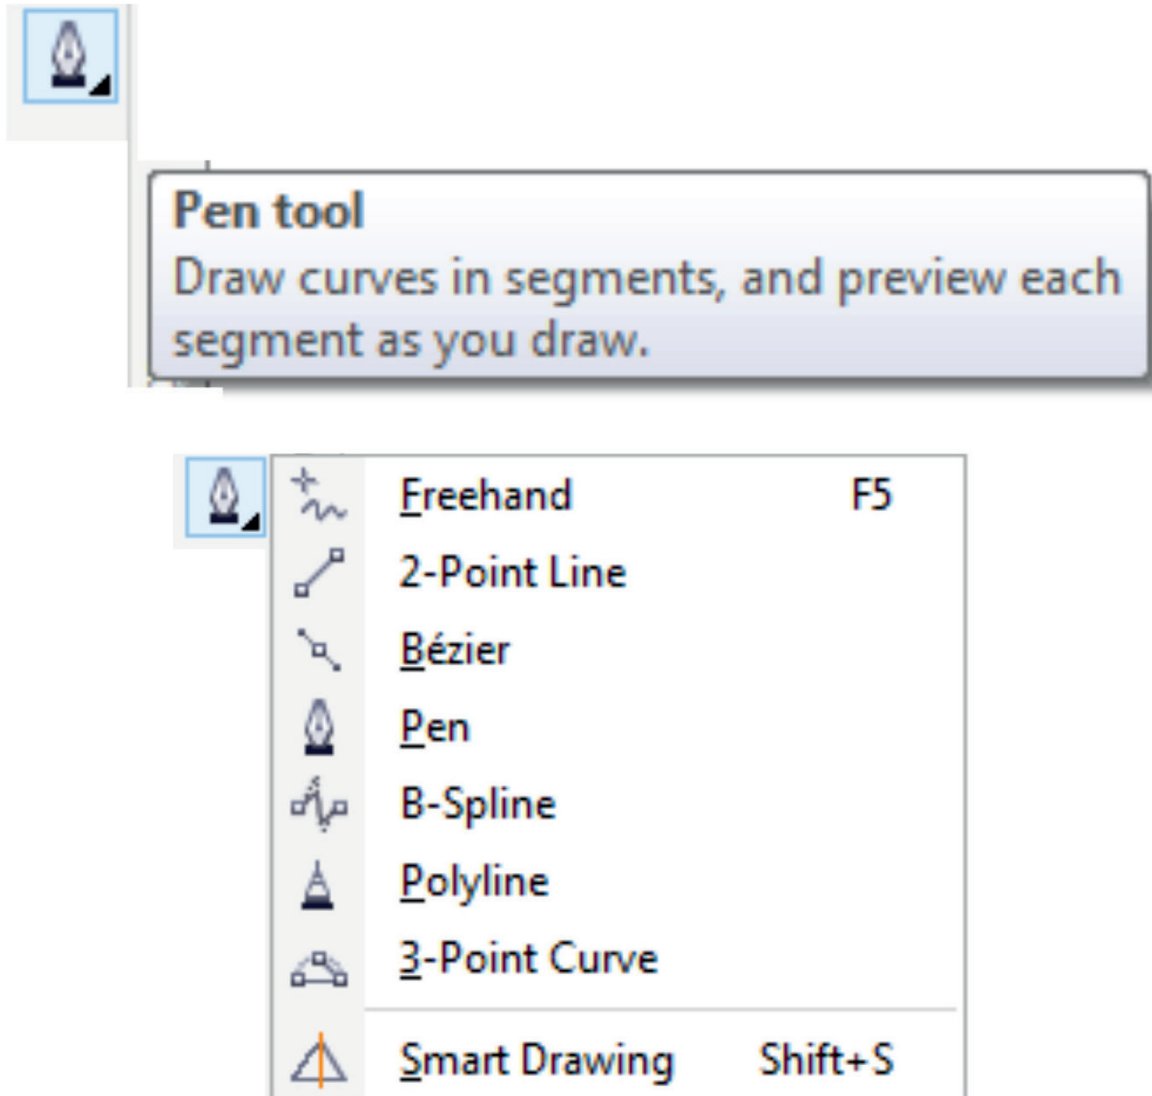 Pen tool
Draw curves in segments, and preview each
segment as you draw.
Freehand F5
2-Point Line
Bézier
Pen
B-Spline
Polyline
3-Point Curve
Smart Drawing Shift+S